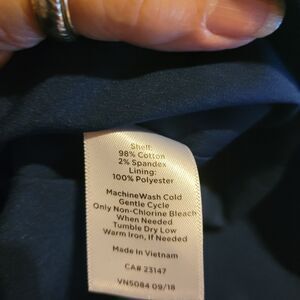 Shell:
98% Cotton
2% Spandex
Lining:
100% Polyester
MachineWash Cold
Gentle Cycle
Only Non-Chlorine Bleach
When Needed
Tumble Dry Low
Warm Iron, If Needed
Made In Vietnam
CA# 23147
VN5084 09/18